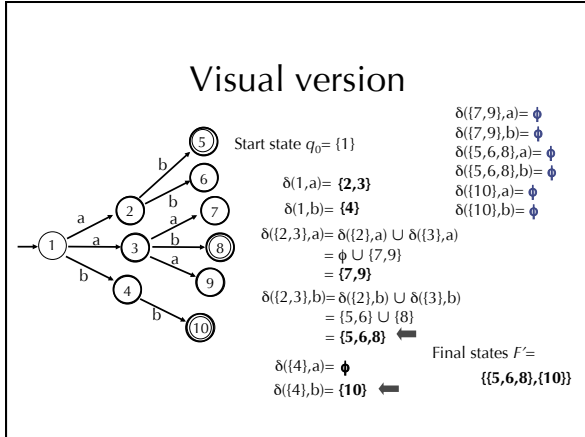 Visual version
Start state q₀= {1}
δ(1,a)= {2,3}
δ(1,b)= {4}
δ({2,3},a)= δ({2},a) ∪ δ({3},a)
= ϕ ∪ {7,9}
= {7,9}
δ({2,3},b)= δ({2},b) ∪ δ({3},b)
= {5,6} ∪ {8}
= {5,6,8}
δ({4},a)= ϕ
δ({4},b)= {10}
δ({7,9},a)= ϕ
δ({7,9},b)= ϕ
δ({5,6,8},a)= ϕ
δ({5,6,8},b)= ϕ
δ({10},a)= ϕ
δ({10},b)= ϕ
Final states F'=
{{5,6,8},{10}}
1
a
a
b
2
3
4
b
b
a
b
a
b
5
6
7
8
9
10